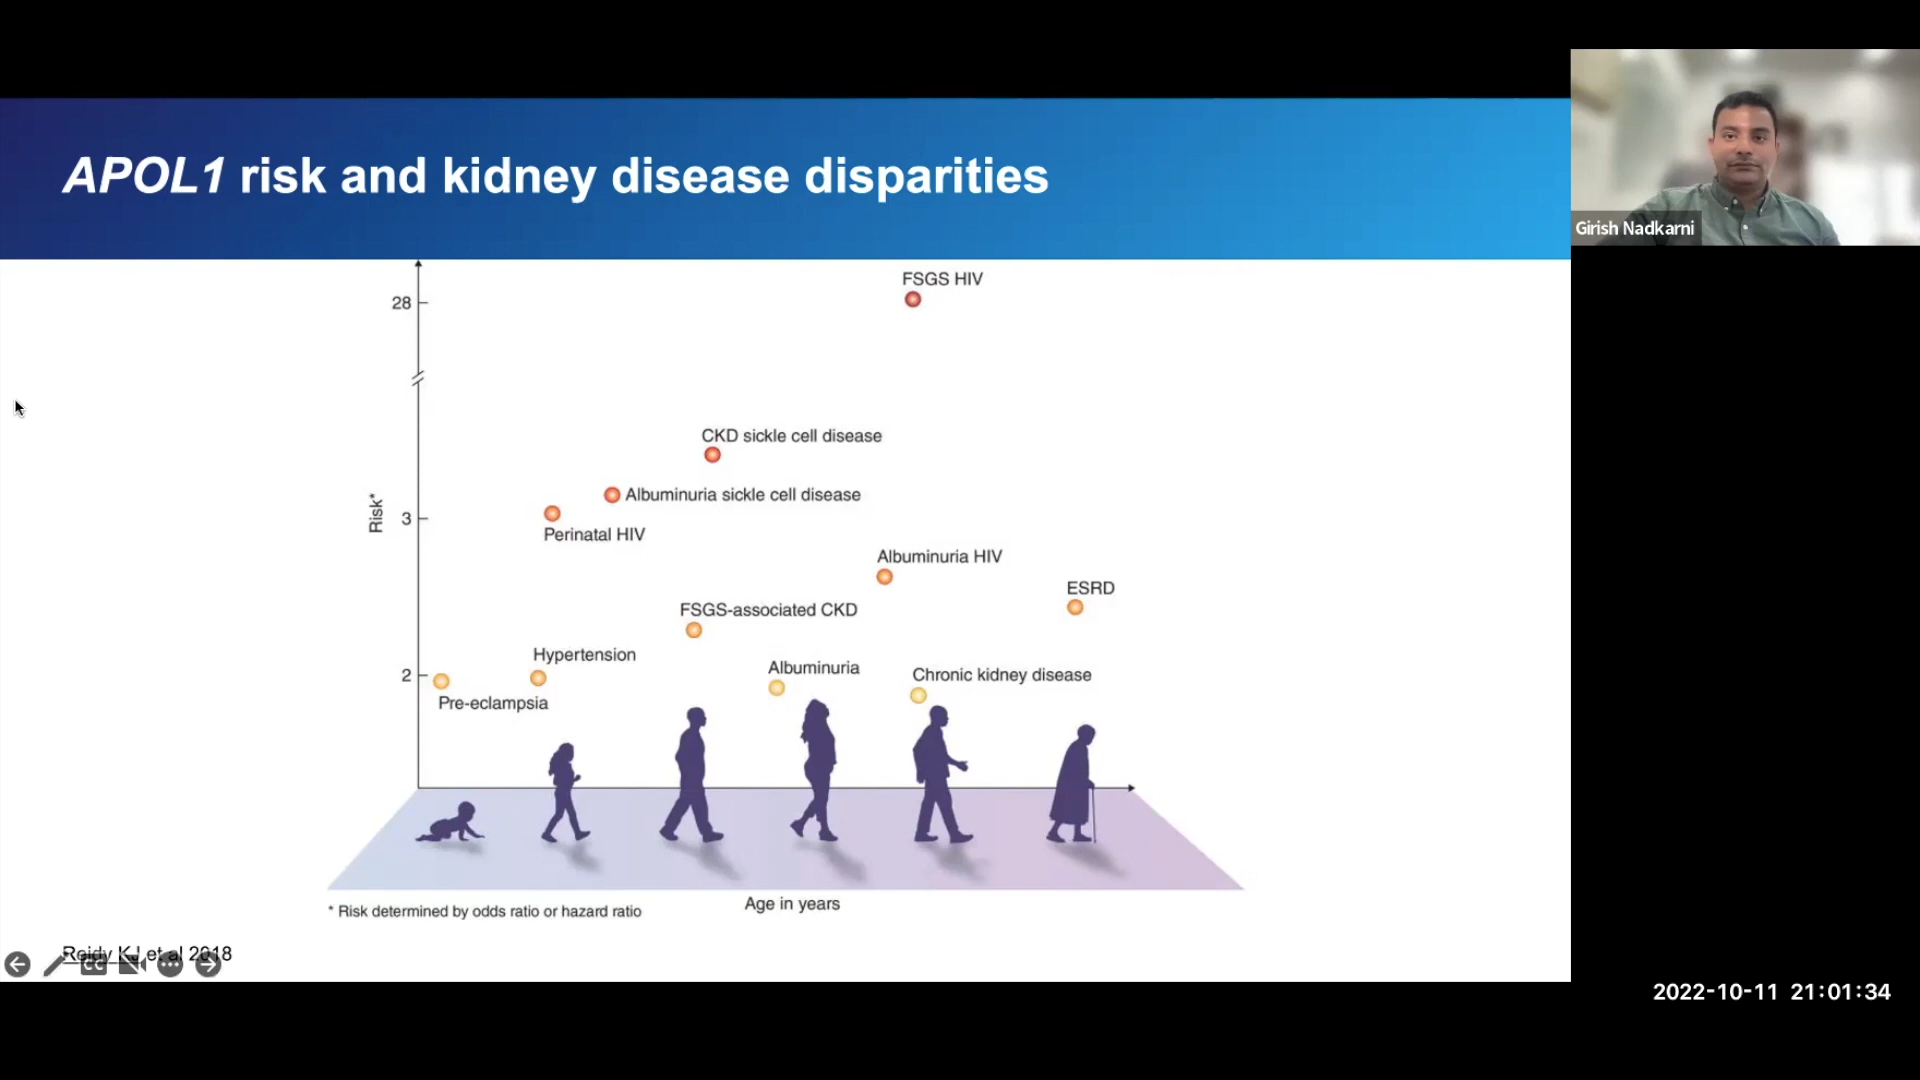 APOL1 risk and kidney disease disparities
Girish Nadkarni
FSGS HIV
28
CKD sickle cell disease
Albuminuria sickle cell disease
Risk*
3
Perinatal HIV
Albuminuria HIV
ESRD
FSGS-associated CKD
Hypertension
Albuminuria
2
Chronic kidney disease
Pre-eclampsia
Age in years
* Risk determined by odds ratio or hazard ratio
Reidy KJ et al 2018
CC
2022-10-11 21:01:34